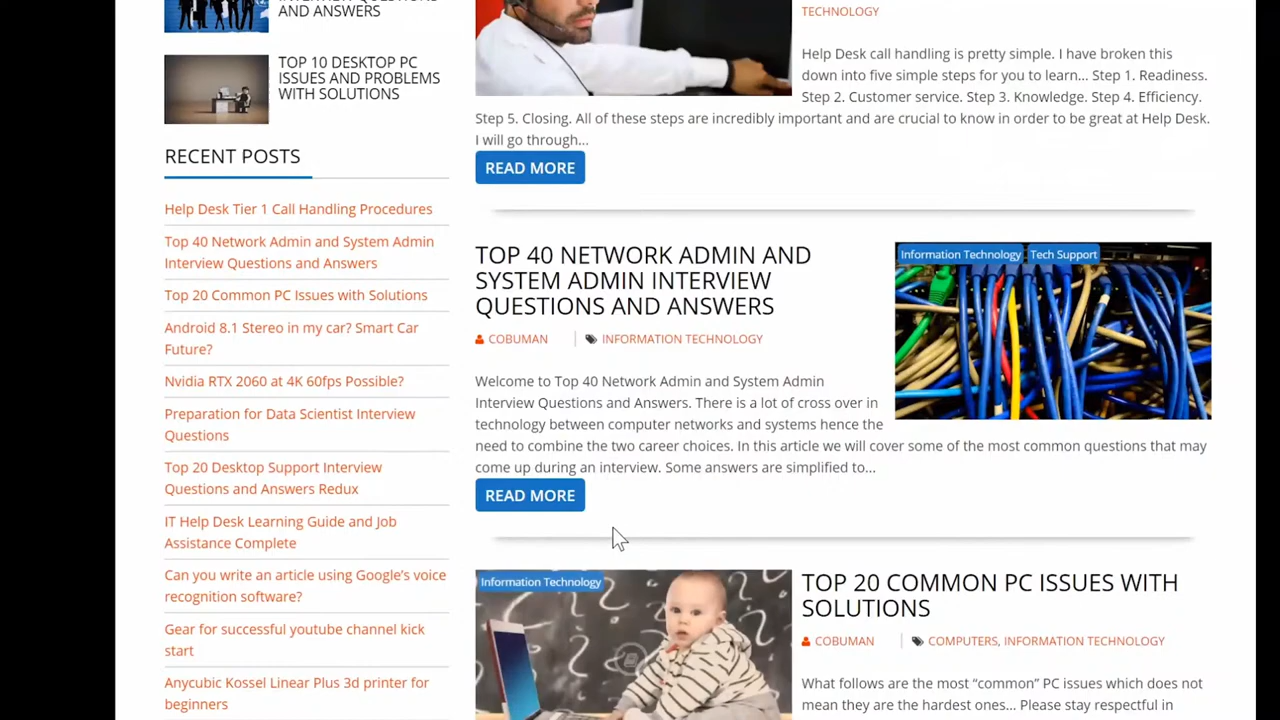 INTERVIEW QUESTIONS
AND ANSWERS
TOP 10 DESKTOP PC
ISSUES AND PROBLEMS
WITH SOLUTIONS
RECENT POSTS
Help Desk Tier 1 Call Handling Procedures
Top 40 Network Admin and System Admin
Interview Questions and Answers
Top 20 Common PC Issues with Solutions
Android 8.1 Stereo in my car? Smart Car
Future?
Nvidia RTX 2060 at 4K 60fps Possible?
Preparation for Data Scientist Interview
Questions
Top 20 Desktop Support Interview
Questions and Answers Redux
IT Help Desk Learning Guide and Job
Assistance Complete
Can you write an article using Google’s voice
recognition software?
Gear for successful youtube channel kick
start
Anycubic Kossel Linear Plus 3d printer for
beginners
TECHNOLOGY
Help Desk call handling is pretty simple. I have broken this
down into five simple steps for you to learn… Step 1. Readiness.
Step 2. Customer service. Step 3. Knowledge. Step 4. Efficiency.
Step 5. Closing. All of these steps are incredibly important and are crucial to know in order to be great at Help Desk.
I will go through…
READ MORE
TOP 40 NETWORK ADMIN AND
SYSTEM ADMIN INTERVIEW
QUESTIONS AND ANSWERS
COBUMAN INFORMATION TECHNOLOGY
Information Technology Tech Support
Welcome to Top 40 Network Admin and System Admin
Interview Questions and Answers. There is a lot of cross over in
technology between computer networks and systems hence the
need to combine the two career choices. In this article we will cover some of the most common questions that may
come up during an interview. Some answers are simplified to…
READ MORE
Information Technology
TOP 20 COMMON PC ISSUES WITH
SOLUTIONS
COBUMAN COMPUTERS, INFORMATION TECHNOLOGY
What follows are the most “common” PC issues which does not
mean they are the hardest ones… Please stay respectful in